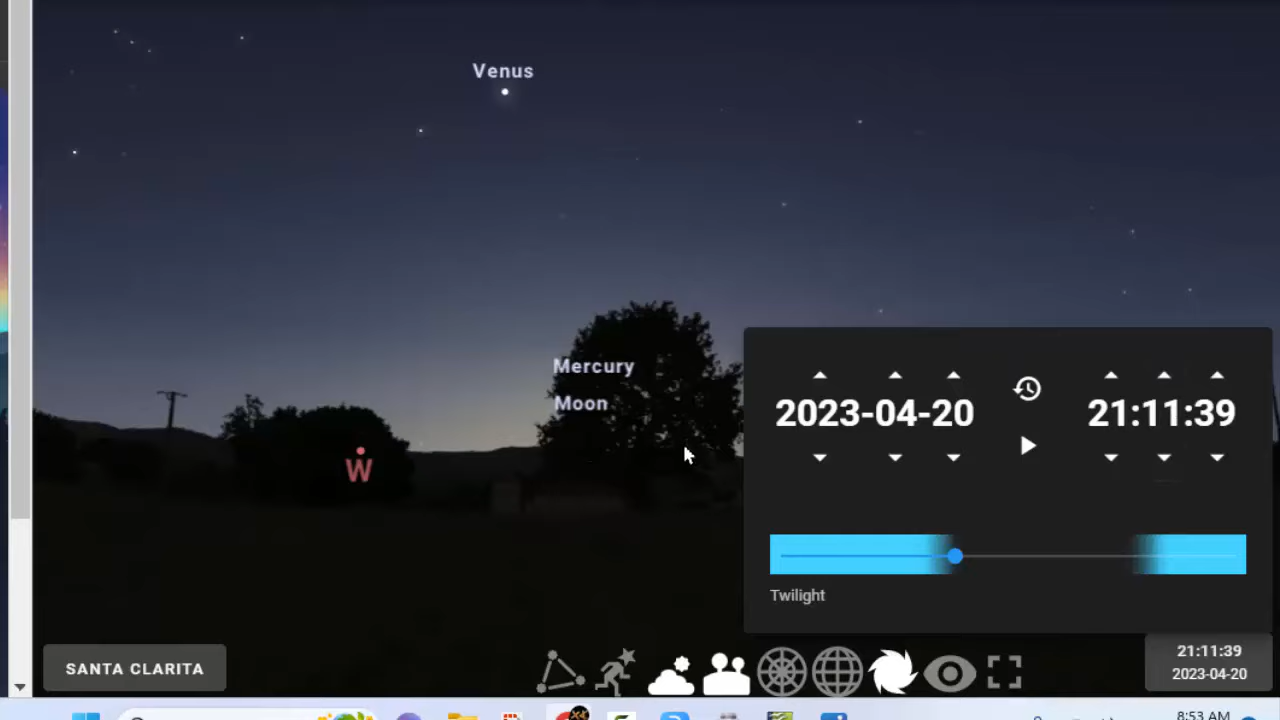 Venus
Mercury
Moon
W
2023-04-20
21:11:39
Twilight
SANTA CLARITA
21:11:39
2023-04-20
8:53 AM